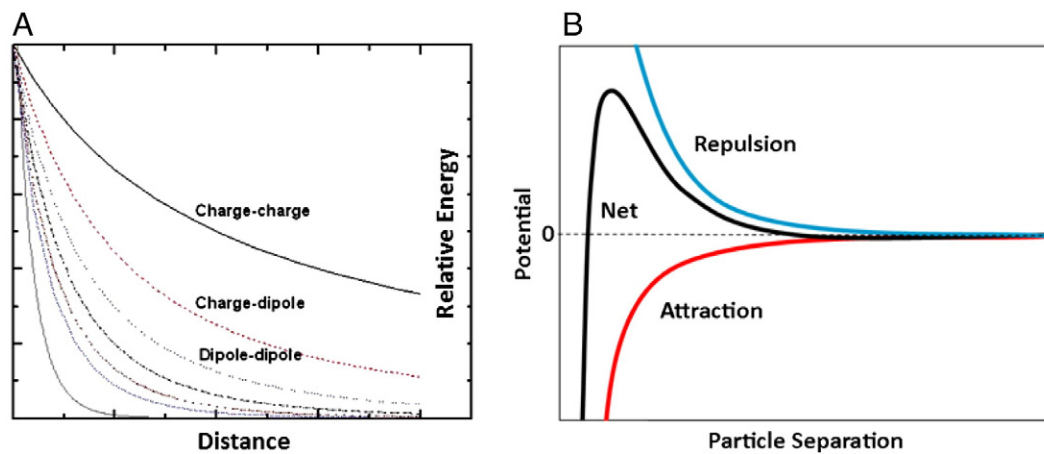 A
Charge-charge
Charge-dipole
Dipole-dipole
Relative Energy
Distance
B
Repulsion
Net
0
Attraction
Potential
Particle Separation